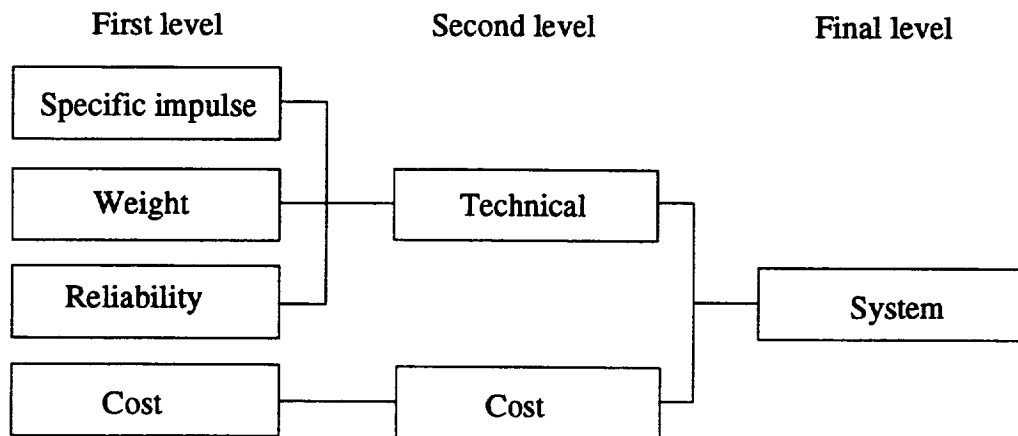 First level
Second level
Final level
Specific impulse
Weight
Technical
Reliability
System
Cost
Cost